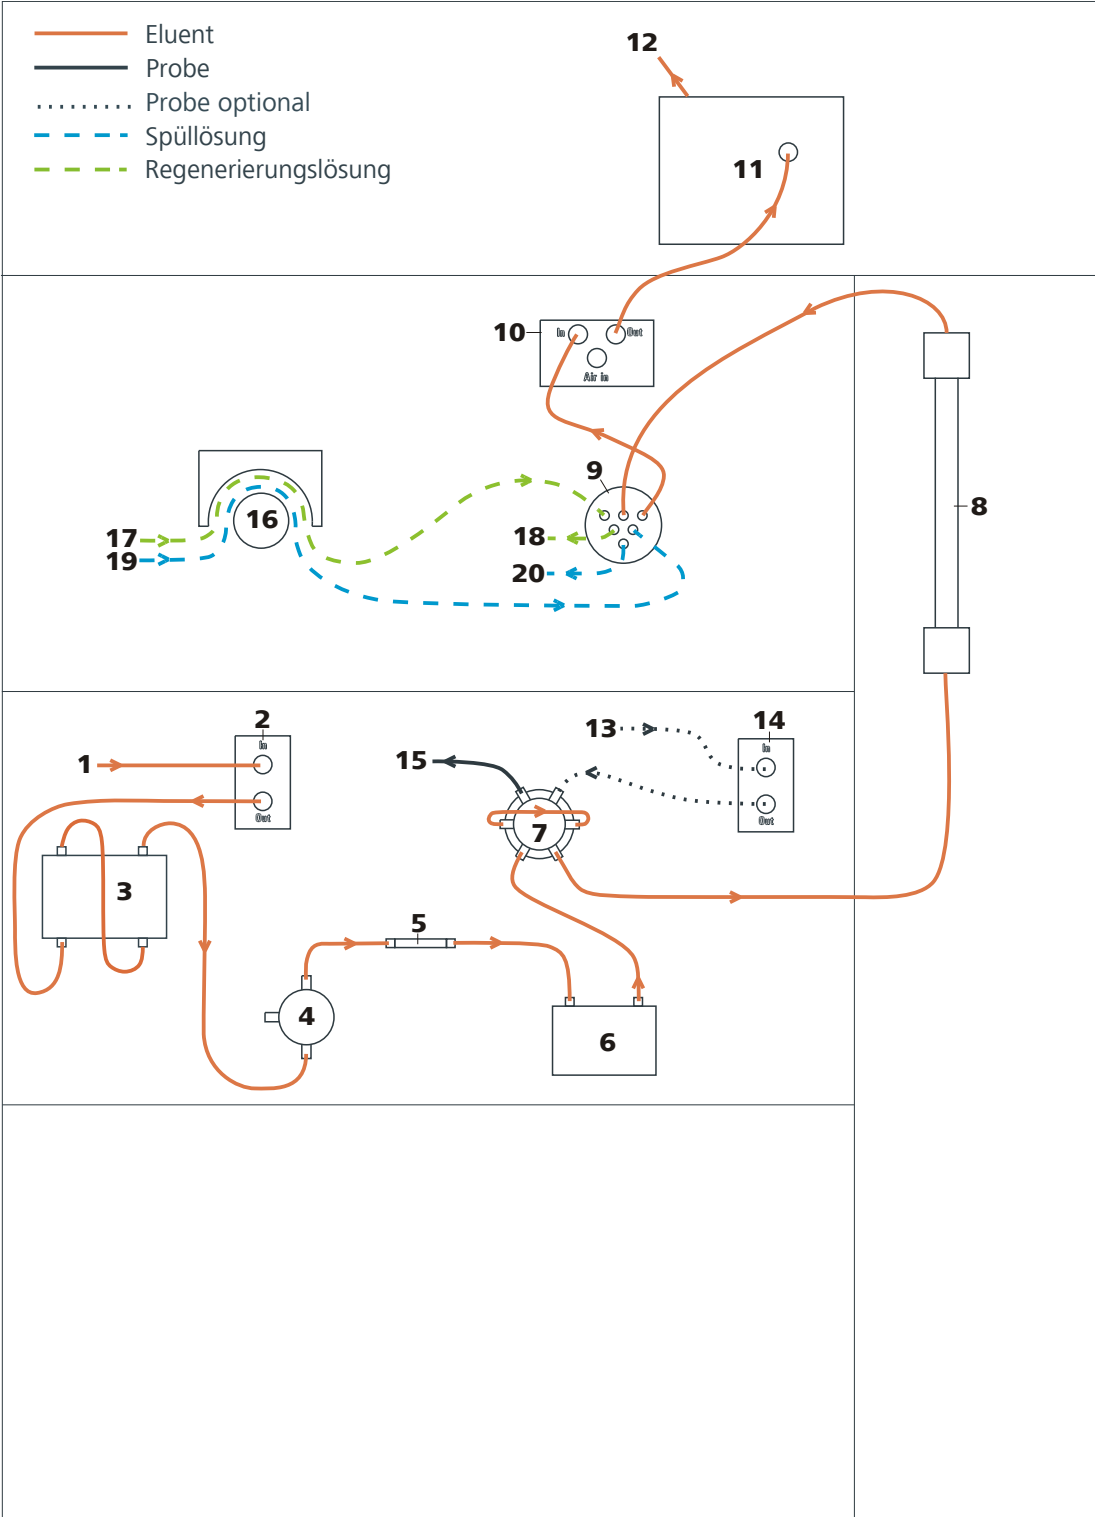 Eluent
Probe
Probe optional
Spüllösung
Regenerierungslösung
12
11
10
In
Out
Air in
9
8
16
17
18
19
20
2
In
14
13
In
15
1
Out
7
Out
3
5
4
6